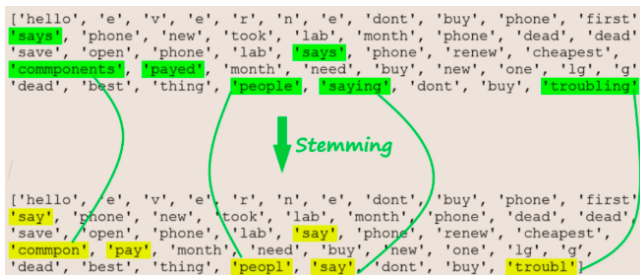 ['hello', 'e', 'v', 'e', 'r', 'n', 'e', 'dont', 'buy', 'phone', 'first'
'says', 'phone', 'new', 'took', 'lab', 'month', 'phone', 'dead', 'dead'
'save', 'open', 'phone', 'lab', 'says', 'phone', 'renew', 'cheapest',
'commponents', 'payed', 'month', 'need', 'buy', 'new', 'one', 'lg', 'g'
'dead', 'best', 'thing', 'people', 'saying', 'dont', 'buy', 'troubling'
Stemming
['hello', 'e', 'v', 'e', 'r', 'n', 'e', 'dont', 'buy', 'phone', 'first'
'say', 'phone', 'new', 'took', 'lab', 'month', 'phone', 'dead', 'dead',
'save', 'open', 'phone', 'lab', 'say', 'phone', 'renew', 'cheapest',
'commpon', 'pay', 'month', 'need', 'buy', 'new', 'one', 'lg', 'g',
'dead', 'best', 'thing', 'peopl', 'say', 'dont', 'buy', 'troubl']